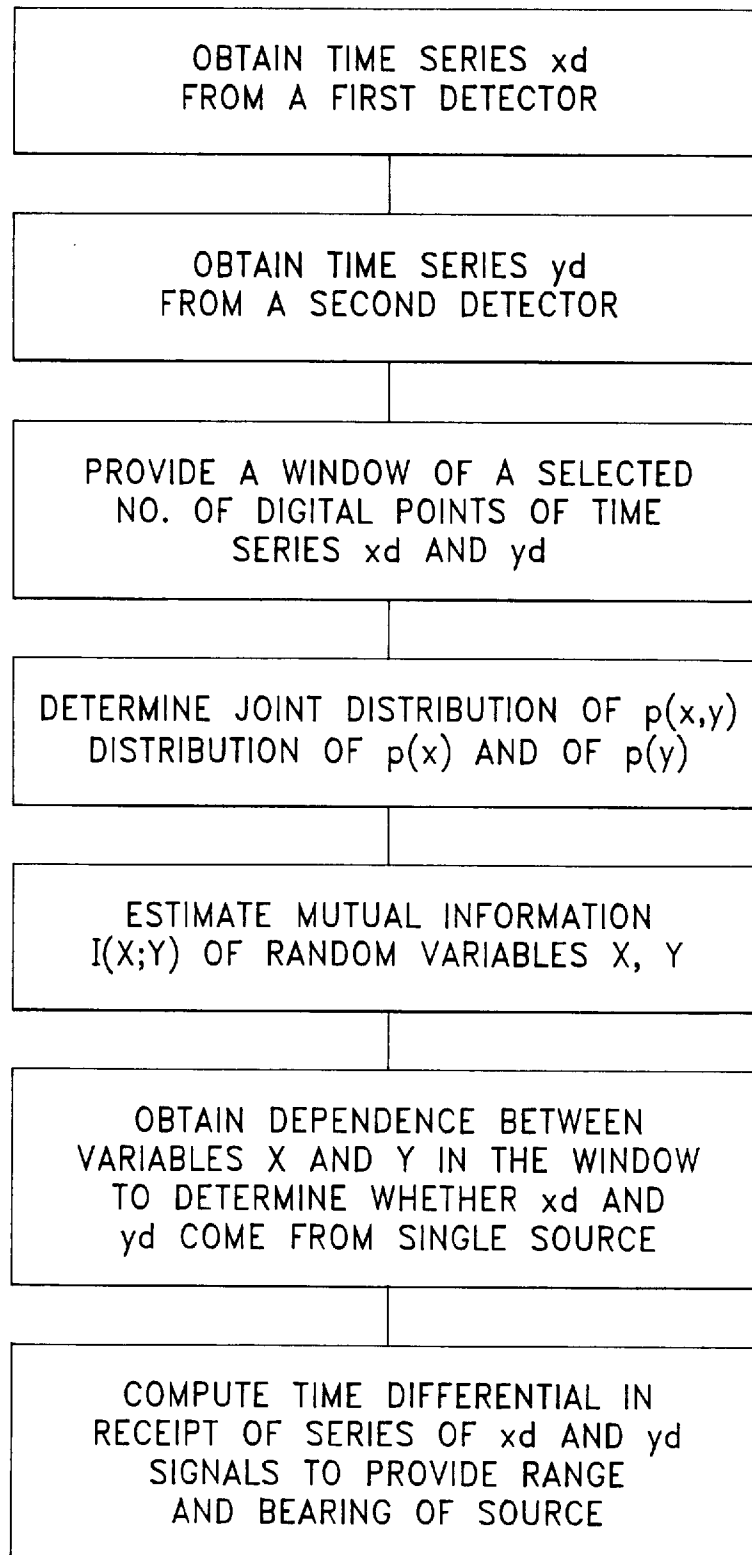 OBTAIN TIME SERIES xd
FROM A FIRST DETECTOR
OBTAIN TIME SERIES yd
FROM A SECOND DETECTOR
PROVIDE A WINDOW OF A SELECTED
NO. OF DIGITAL POINTS OF TIME
SERIES xd AND yd
DETERMINE JOINT DISTRIBUTION OF p(x,y)
DISTRIBUTION OF p(x) AND OF p(y)
ESTIMATE MUTUAL INFORMATION
I(X;Y) OF RANDOM VARIABLES X, Y
OBTAIN DEPENDENCE BETWEEN
VARIABLES X AND Y IN THE WINDOW
TO DETERMINE WHETHER xd AND
yd COME FROM SINGLE SOURCE
COMPUTE TIME DIFFERENTIAL IN
RECEIPT OF SERIES OF xd AND yd
SIGNALS TO PROVIDE RANGE
AND BEARING OF SOURCE